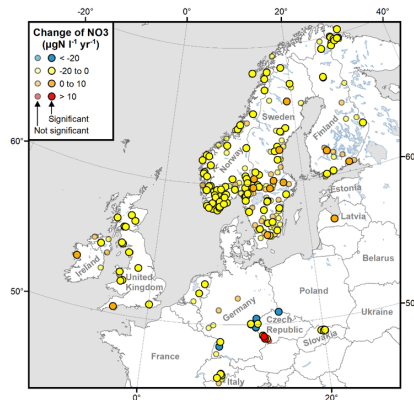 -20°
0°
20°
40°
Change of NO3
(µgN l⁻¹ yr⁻¹)
< -20
-20 to 0
0 to 10
> 10
Significant
Not significant
60°
60°
50°
50°
0°
20°
Sweden
Finland
Norway
Estonia
Latvia
Belarus
Ireland
United
Kingdom
Poland
Germany
Ukraine
Czech
Republic
Slovakia
France
Italy